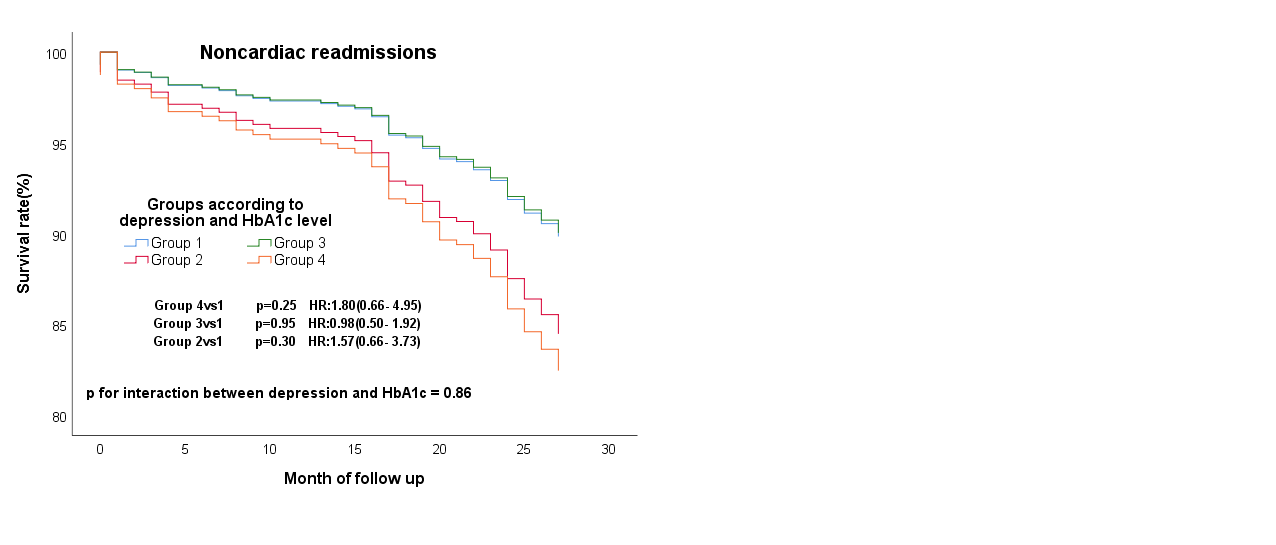 Noncardiac readmissions
100
95
90
85
80
Survival rate(%)
Groups according to
depression and HbA1c level
Group 1 Group 3
Group 2 Group 4
Group 4vs1 p=0.25 HR:1.80(0.66- 4.95)
Group 3vs1 p=0.95 HR:0.98(0.50- 1.92)
Group 2vs1 p=0.30 HR:1.57(0.66- 3.73)
p for interaction between depression and HbA1c = 0.86
0 5 10 15 20 25 30
Month of follow up